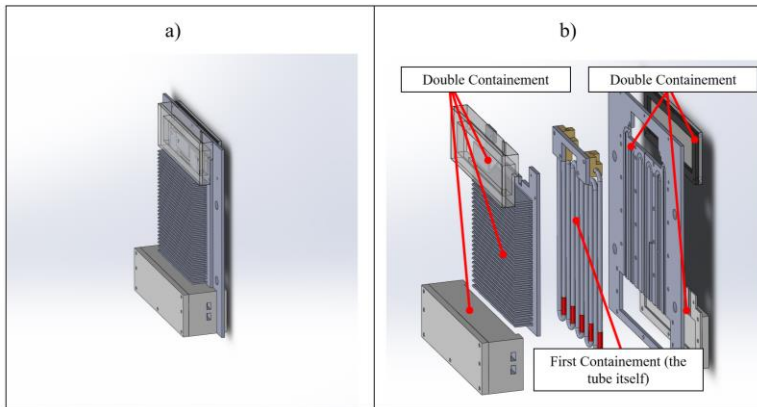 a)
b)
Double Containement
Double Containement
First Containement (the
tube itself)